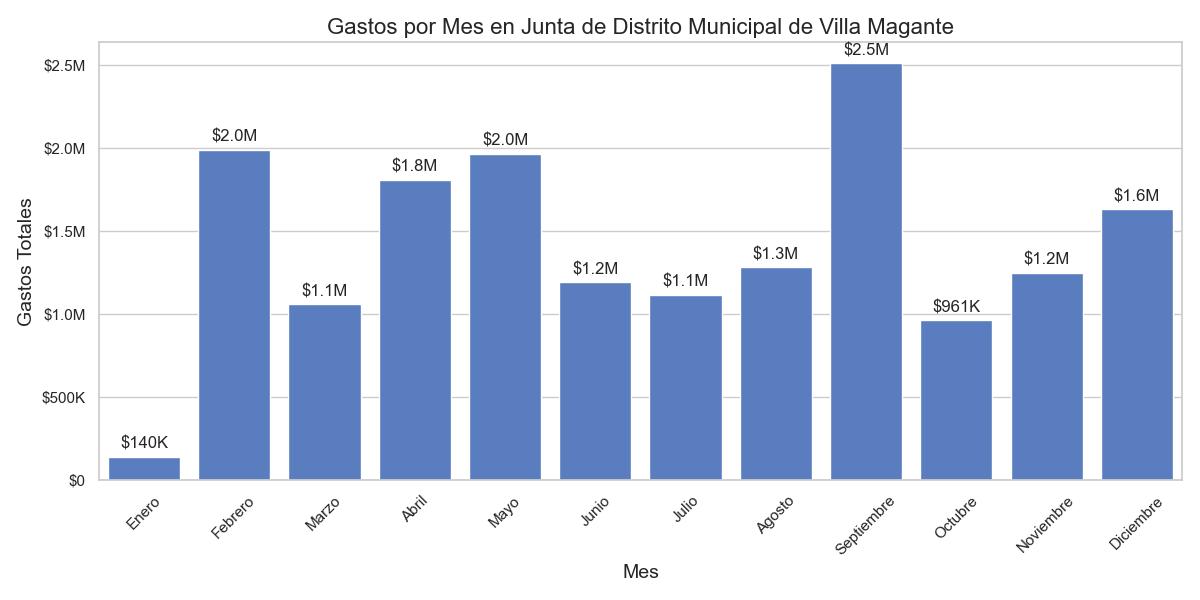 Gastos por Mes en Junta de Distrito Municipal de Villa Magante
Gastos Totales
$2.5M
$2.0M
$1.5M
$1.0M
$500K
$0
$140K
$2.0M
$1.1M
$1.8M
$2.0M
$1.2M
$1.1M
$1.3M
$2.5M
$961K
$1.2M
$1.6M
Enero
Febrero
Marzo
Abril
Mayo
Junio
Julio
Agosto
Septiembre
Octubre
Noviembre
Diciembre
Mes